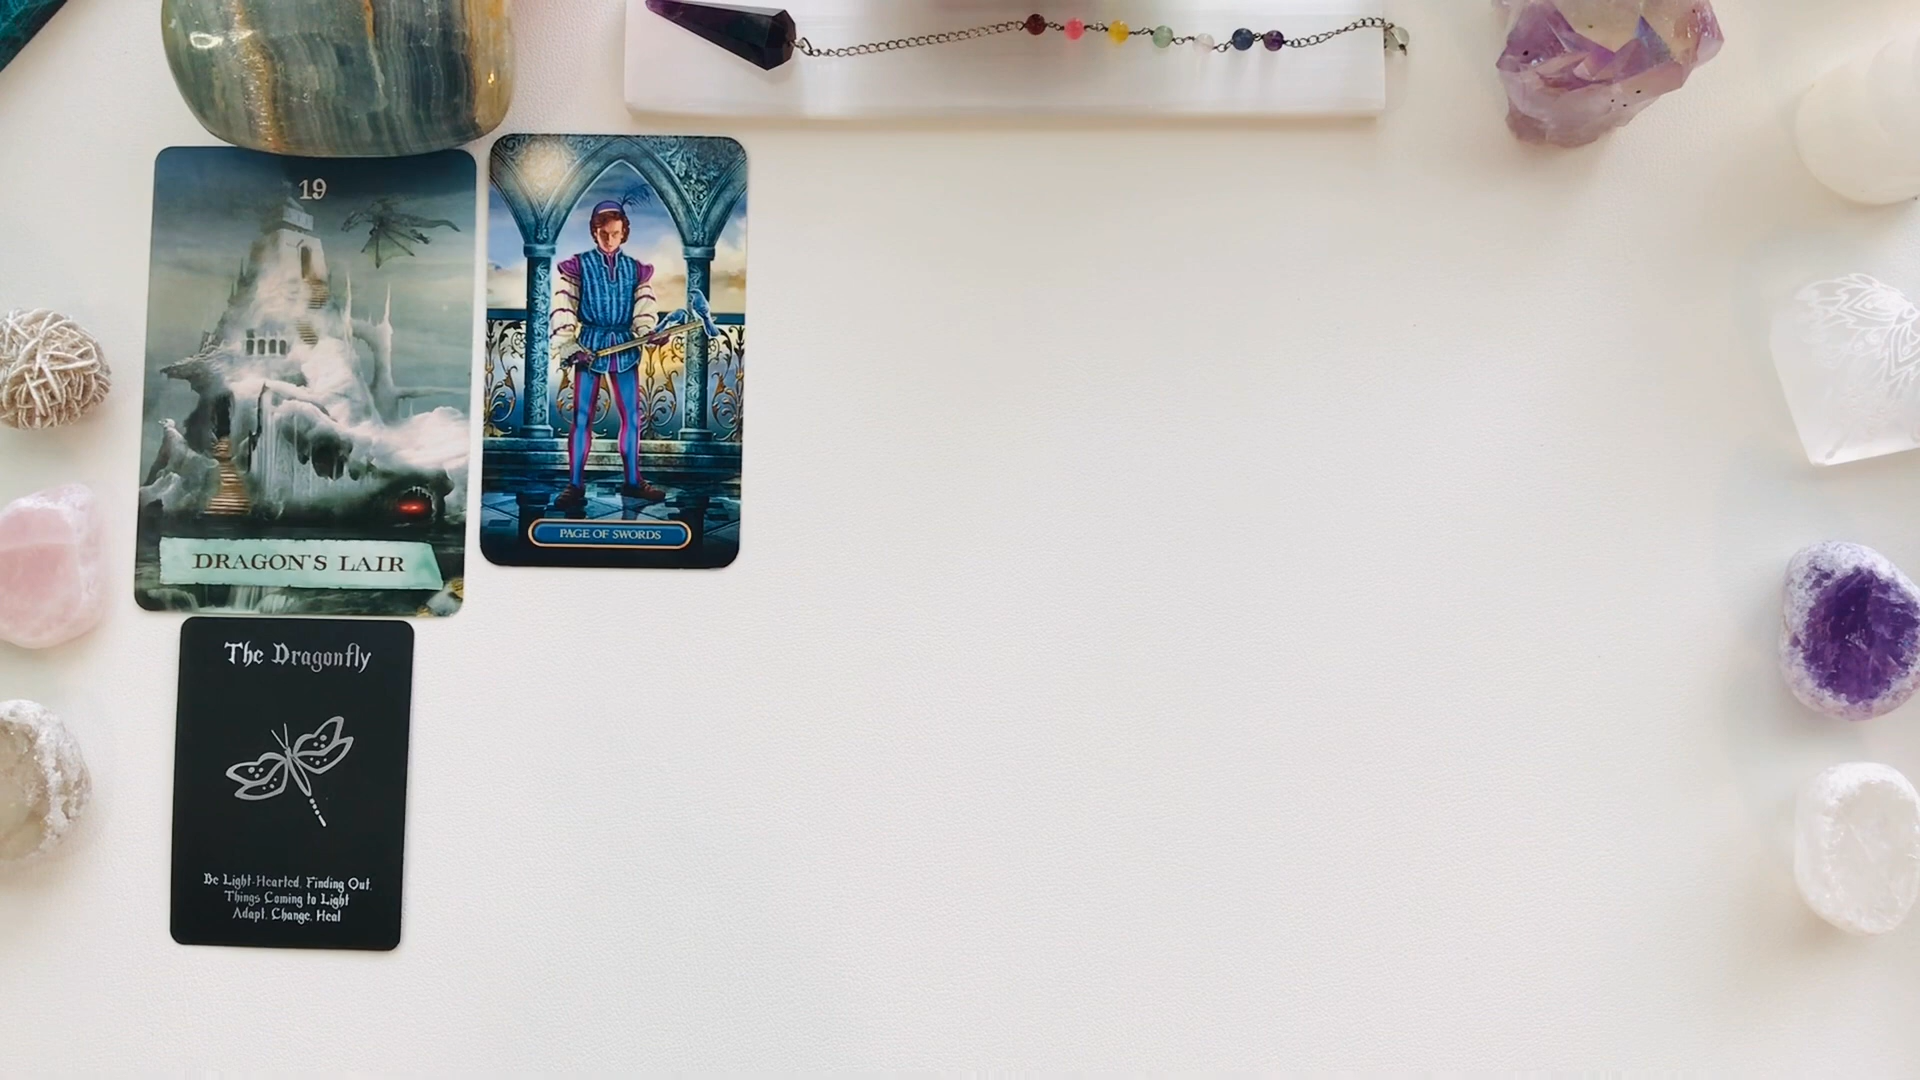 19
DRAGON'S LAIR
PAGE OF SWORDS
The Dragonfly
Be Light-Hearted, Finding Out,
Things Coming to Light
Adapt, Change, Heal